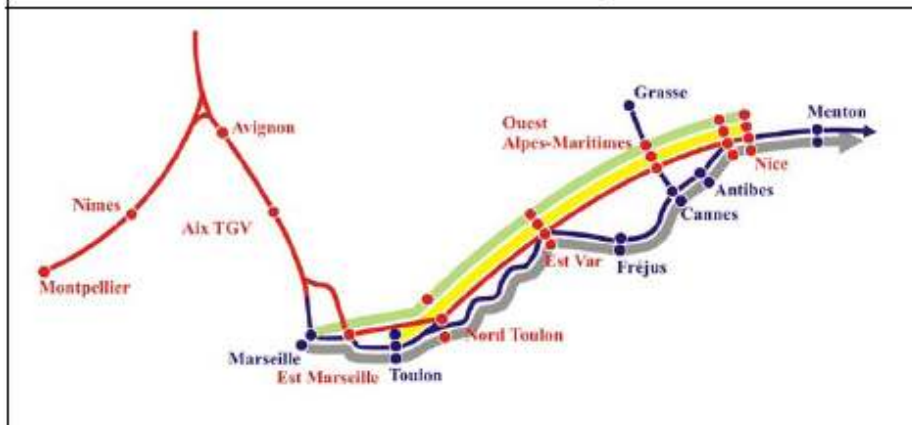 Grasse
Menton
Ouest
Alpes-Maritimes
Avignon
Nice
Antibes
Nimes
Cannes
Aix TGV
Est Var
Fréjus
Montpellier
Nord Toulon
Marseille
Est Marseille
Toulon